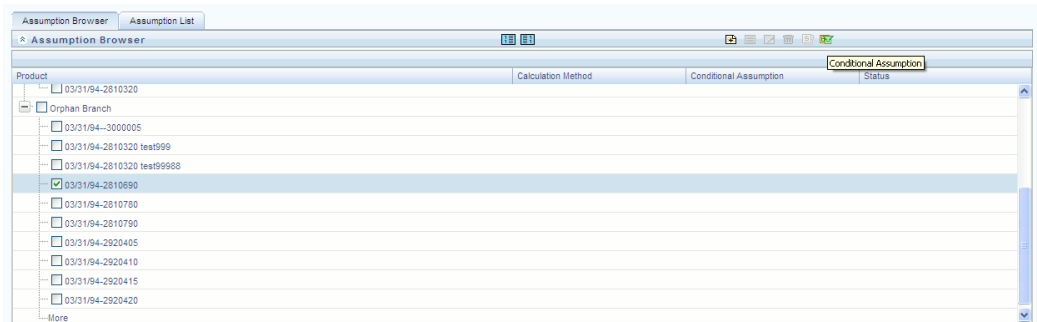 Assumption Browser Assumption List
Assumption Browser
Conditional Assumption
Product Calculation Method Conditional Assumption Status
03/31/94-2810320
Orphan Branch
03/31/94--3000005
03/31/94-2810320 test999
03/31/94-2810320 test99988
03/31/94-2810690
03/31/94-2810780
03/31/94-2810790
03/31/94-2920405
03/31/94-2920410
03/31/94-2920415
03/31/94-2920420
More